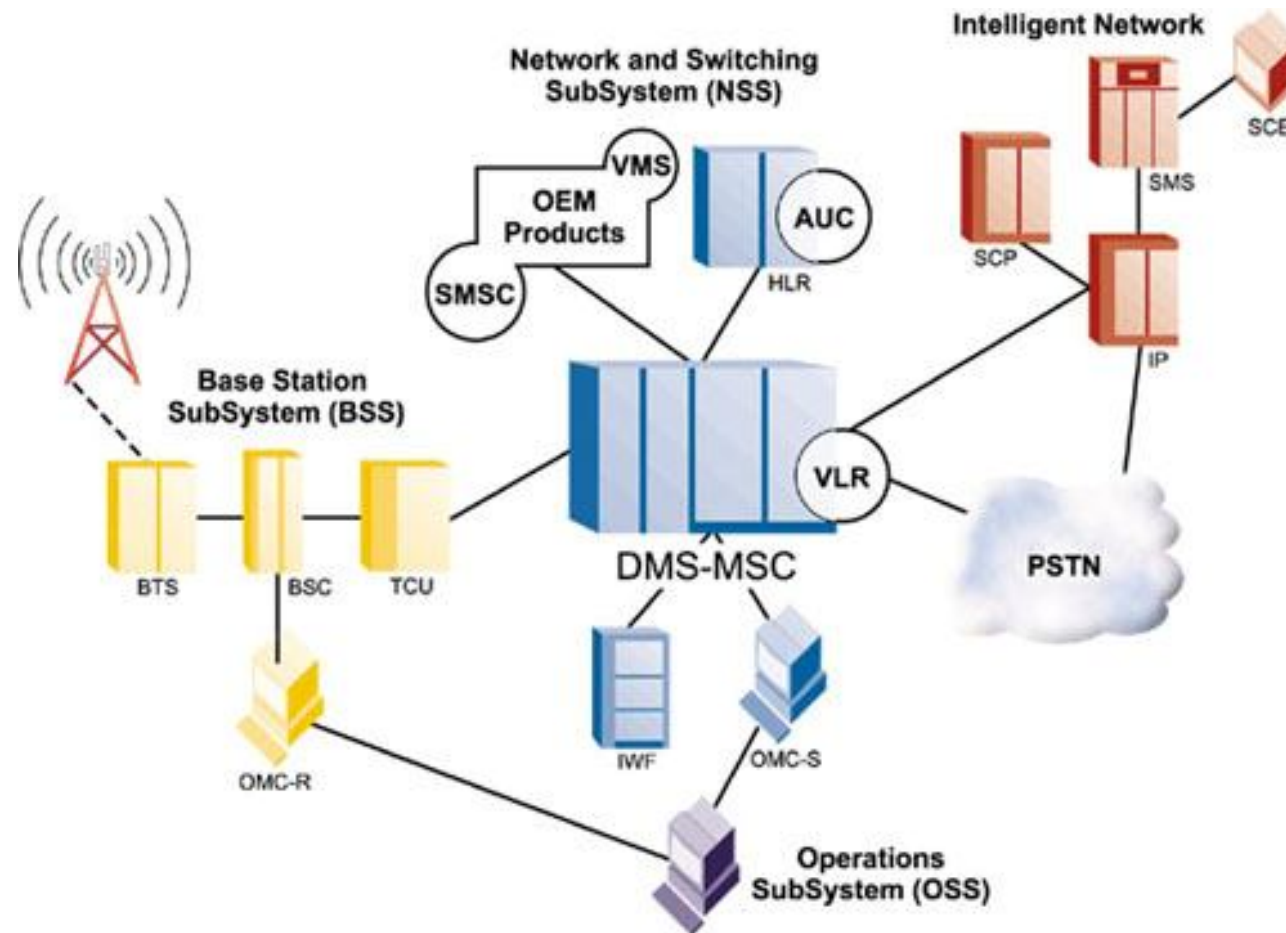 Intelligent Network
Network and Switching
SubSystem (NSS)
SCE
VMS
OEM
Products
AUC
SMS
SCP
SMSC
HLR
IP
Base Station
SubSystem (BSS)
VLR
DMS-MSC
PSTN
BTS
BSC
TCU
IWF
OMC-S
OMC-R
Operations
SubSystem (OSS)